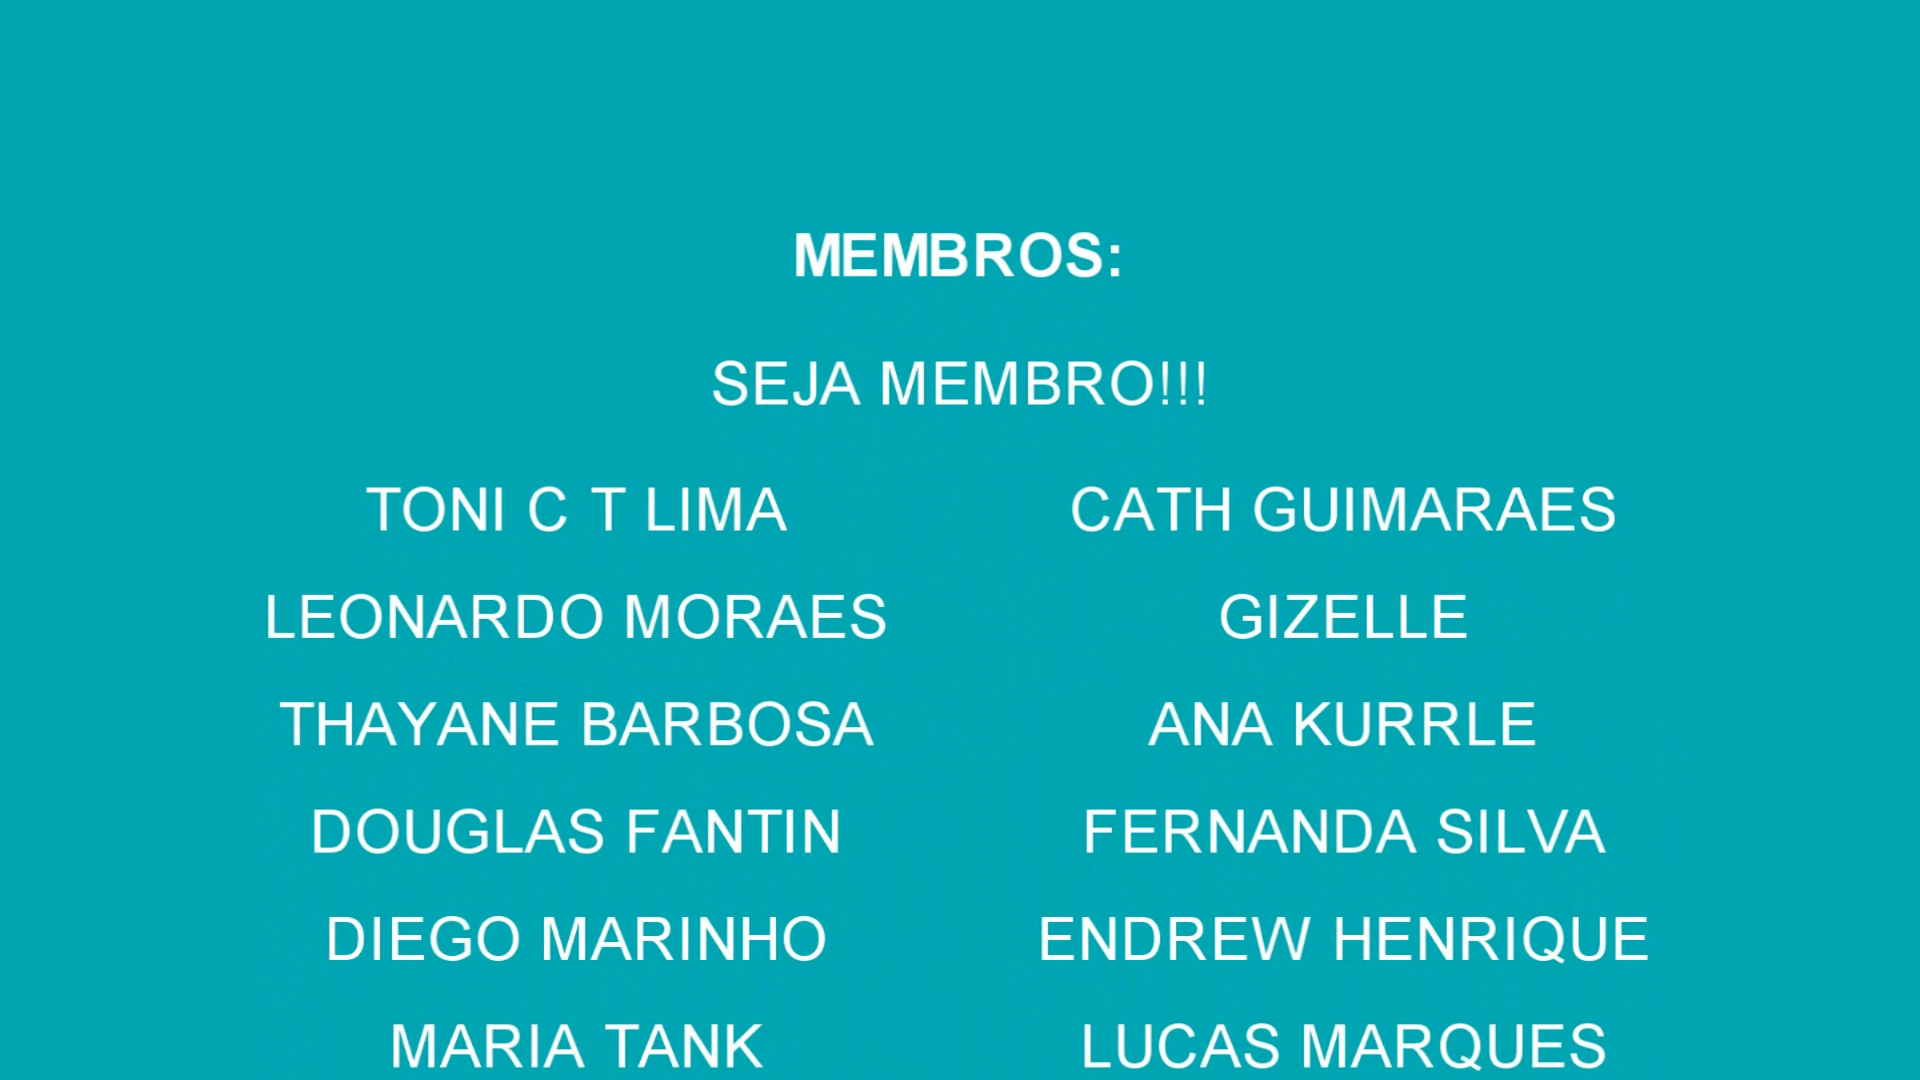 MEMBROS:
SEJA MEMBRO!!!
TONI C T LIMA CATH GUIMARAES
LEONARDO MORAES GIZELLE
THAYANE BARBOSA ANA KURRLE
DOUGLAS FANTIN FERNANDA SILVA
DIEGO MARINHO ENDREW HENRIQUE
MARIA TANK LUCAS MARQUES